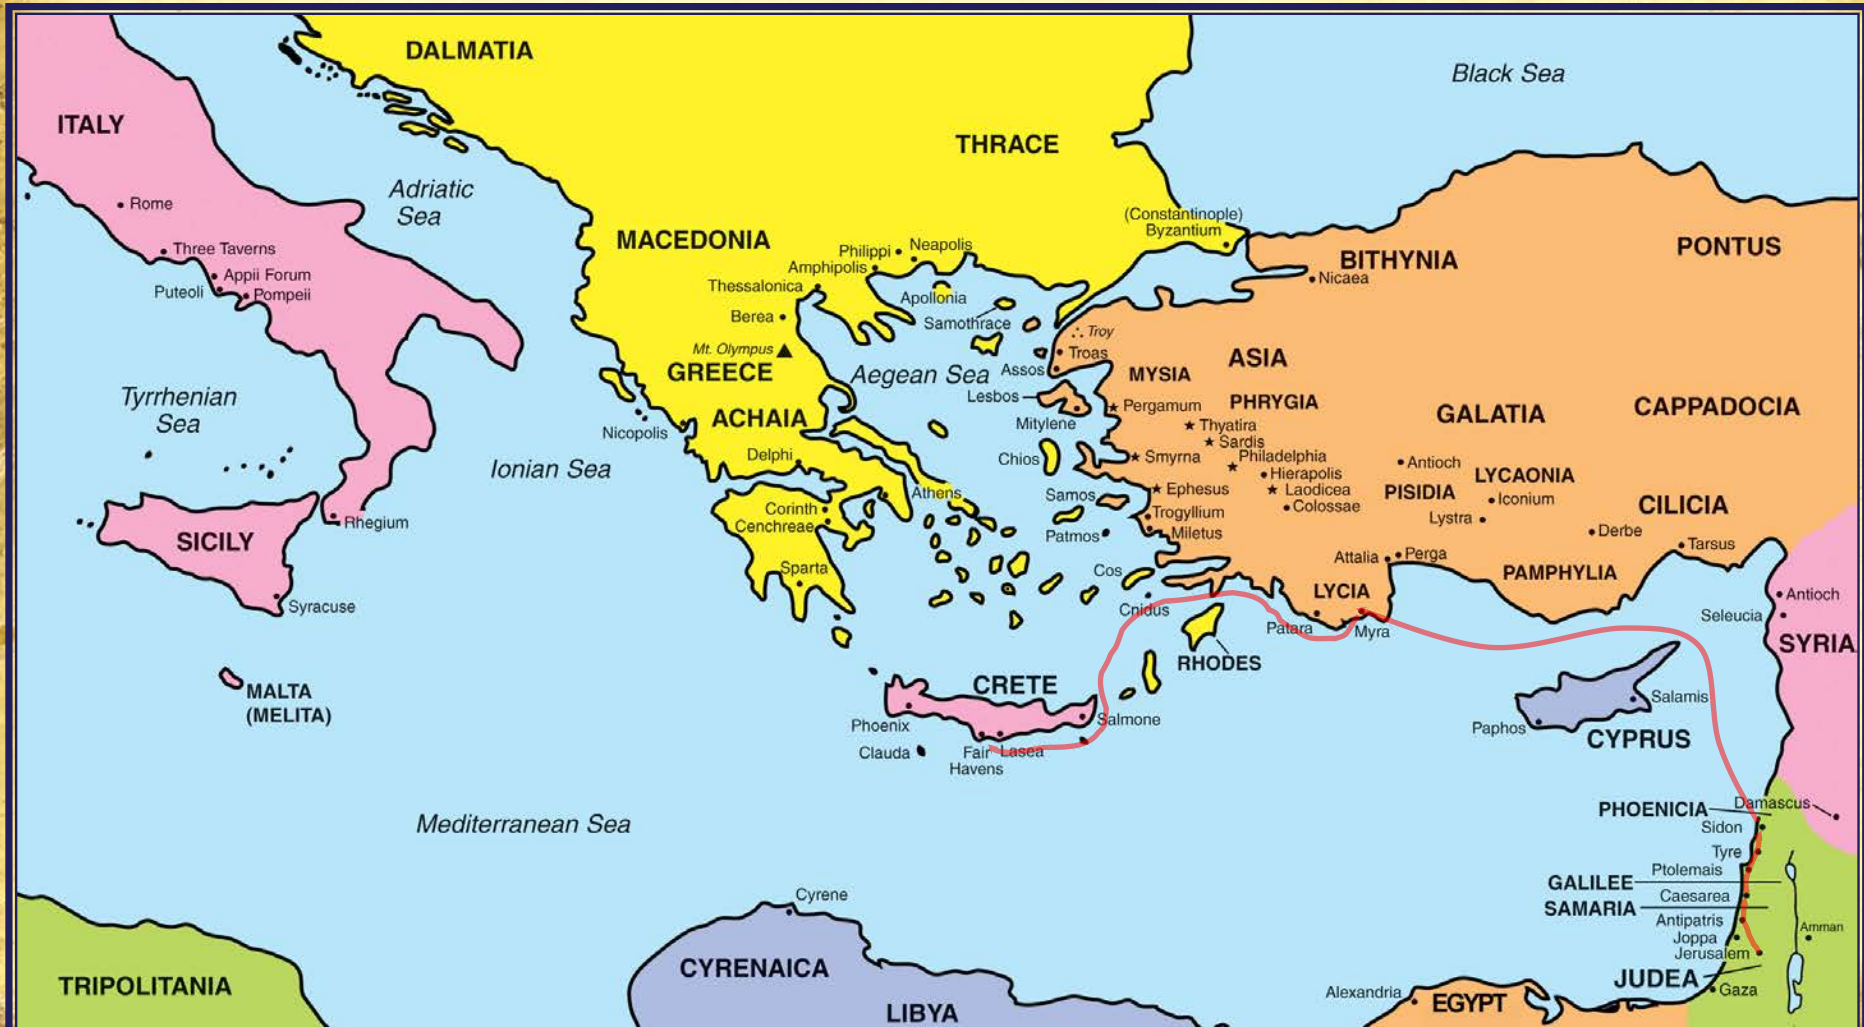 DALMATIA
Black Sea
ITALY
THRACE
Adriatic
Sea
Rome
(Constantinople)
Byzantium
MACEDONIA
Philippi
Neapolis
Amphipolis
Three Taverns
BITHYNIA
PONTUS
Appii Forum
Nicaea
Puteoli
Pompeii
Thessalonica
Apollonia
Berea
Samothrace
Troy
Mt. Olympus
Troas
GREECE
Aegean Sea
Assos
ASIA
MYSIA
Tyrrhenian
Sea
Lesbos
Pergamum
PHRYGIA
GALATIA
CAPPADOCIA
ACHAIA
Mitylene
Thyatira
Nicopolis
Sardis
Delphi
Chios
Smyrna
Philadelphia
Antioch
Ionian Sea
Hierapolis
LYCAONIA
Athens
Samos
Ephesus
Laodicea
PISIDIA
Iconium
Corinth
Colossae
CILICIA
Cenchreae
Trogyllium
Lystra
Rhegium
Patmos
Miletus
Derbe
SICILY
Tarsus
Attalia
Perga
Sparta
Cos
PAMPHYLIA
LYCIA
Antioch
Syracuse
Cnidus
Seleucia
Patara
Myra
SYRIA
RHODES
CRETE
MALTA
(MELITA)
Salamis
Phoenix
Salmone
Paphos
CYPRUS
Clauda
Fair
Havens
Lasea
Mediterranean Sea
PHOENICIA
Damascus
Sidon
Tyre
Ptolemais
GALILEE
Caesarea
Cyrene
SAMARIA
Antipatris
Amman
Joppa
Jerusalem
CYRENAICA
JUDEA
TRIPOLITANIA
Alexandria
EGYPT
Gaza
LIBYA